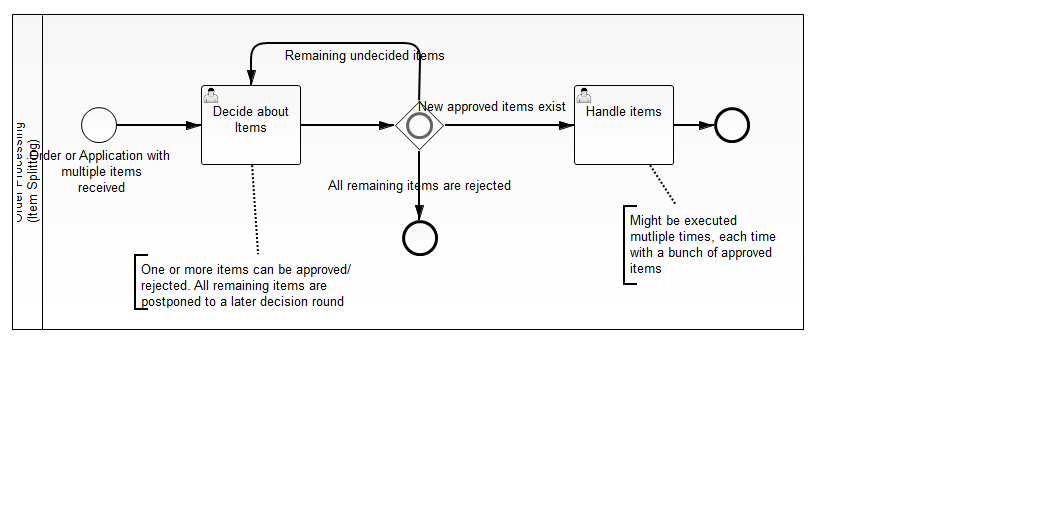 Order Processing
(Item Splitting)
Remaining undecided items
Decide about
Items
New approved items exist
Handle items
Order or Application with
multiple items
received
All remaining items are rejected
Might be executed
mutliple times, each time
with a bunch of approved
items
One or more items can be approved/
rejected. All remaining items are
postponed to a later decision round